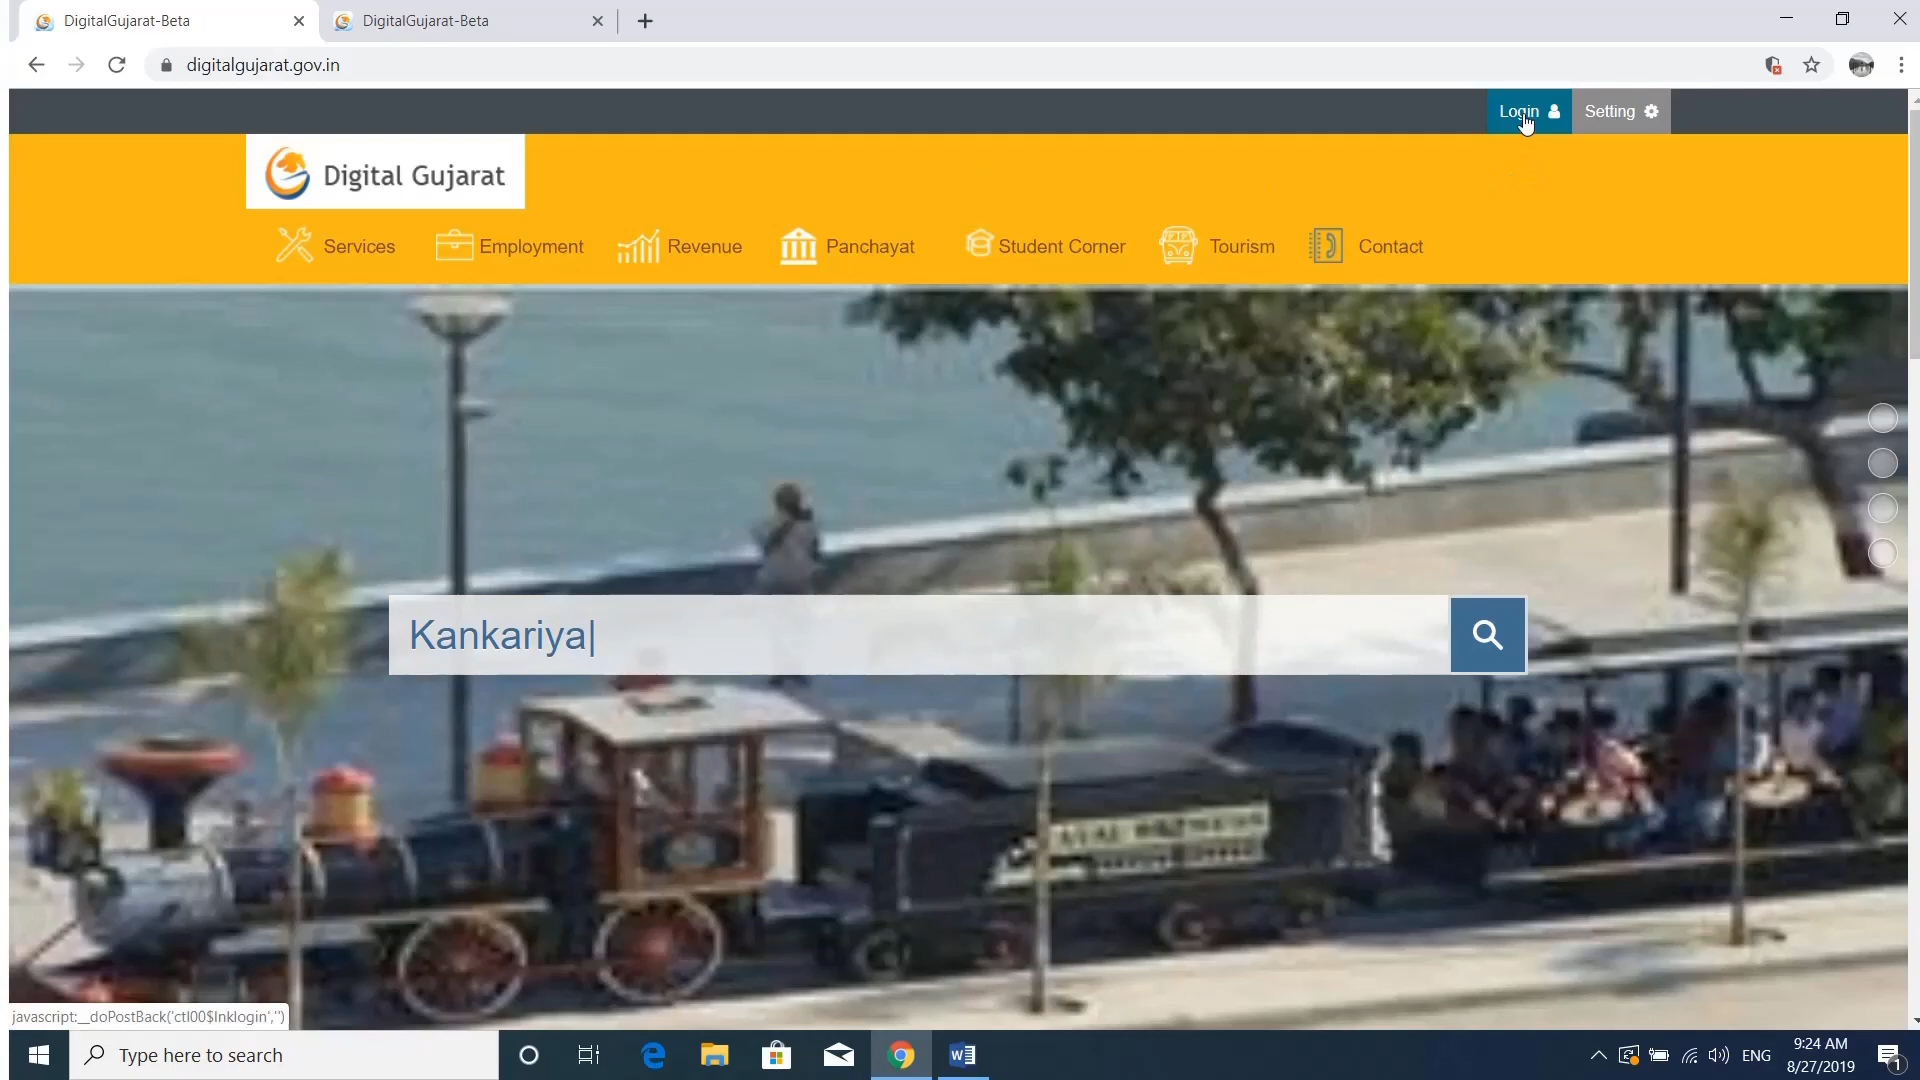 DigitalGujarat-Beta
DigitalGujarat-Beta
digitalgujarat.gov.in
Login
Setting
Digital Gujarat
Services
Employment
Revenue
Panchayat
Student Corner
Tourism
Contact
Kankariya
javascript:__doPostBack('ctl00$lnklogin','')
Type here to search
ENG
9:24 AM
8/27/2019
1